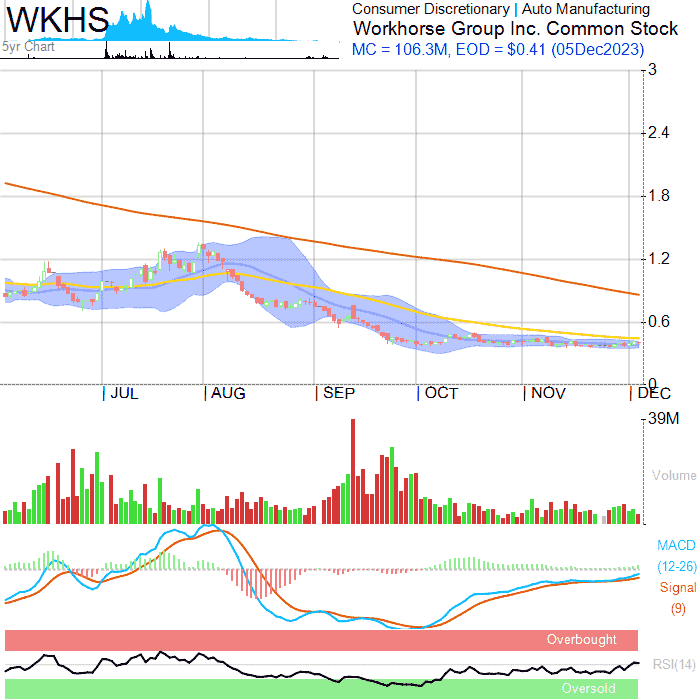 WKHS
5yr Chart
Consumer Discretionary | Auto Manufacturing
Workhorse Group Inc. Common Stock
MC = 106.3M, EOD = $0.41 (05Dec2023)
3
2.4
1.8
1.2
0.6
0
JUL
AUG
SEP
OCT
NOV
DEC
39M
Volume
MACD
(12-26)
Signal
(9)
Overbought
RSI(14)
Oversold